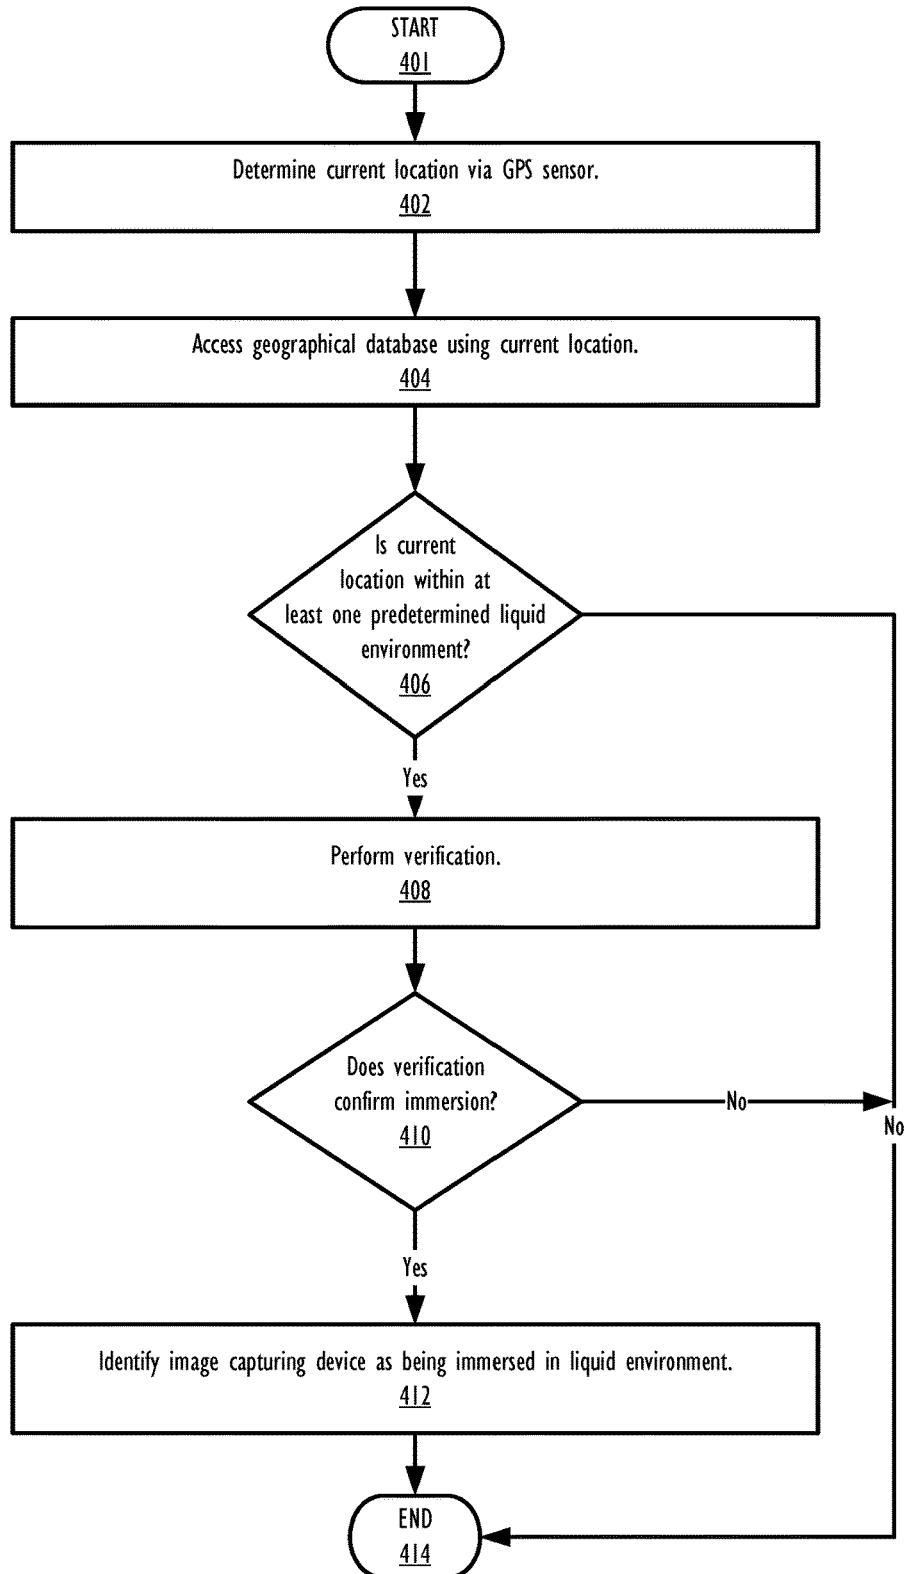 START
401
Determine current location via GPS sensor.
402
Access geographical database using current location.
404
Is current
location within at
least one predetermined liquid
environment?
406
Yes
Perform verification.
408
Does verification
confirm immersion?
410
No
No
Yes
Identify image capturing device as being immersed in liquid environment.
412
END
414